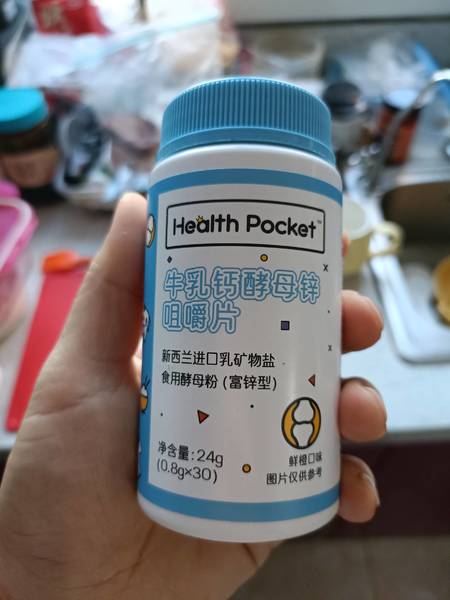 Health Pocket™
牛乳钙酵母锌
咀嚼片
新西兰进口乳矿物盐
食用酵母粉（富锌型）
净含量:24g
(0.8g×30)
鲜橙口味
图片仅供参考